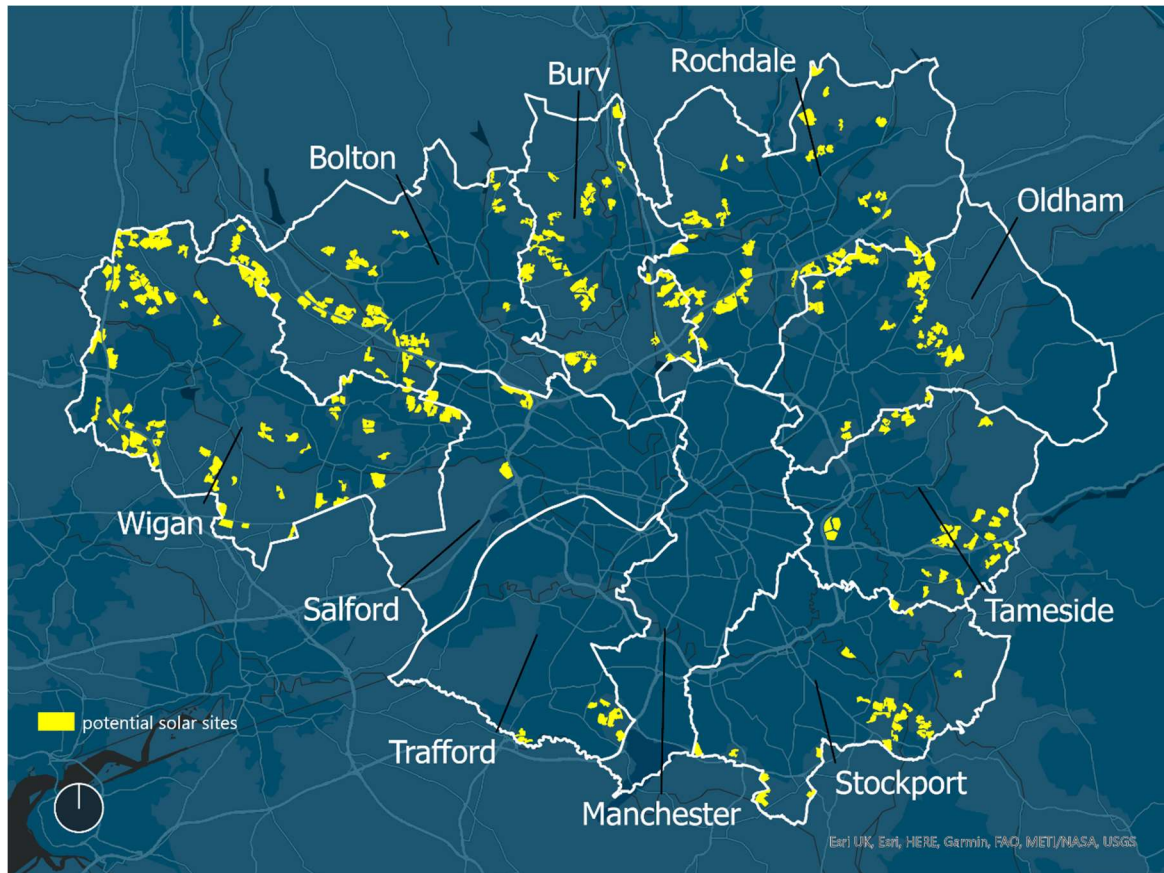 Rochdale
Bury
Bolton
Oldham
Wigan
Salford
Tameside
potential solar sites
Trafford
Stockport
Manchester
Esri UK, Esri, HERE, Garmin, FAO, METI/NASA, USGS